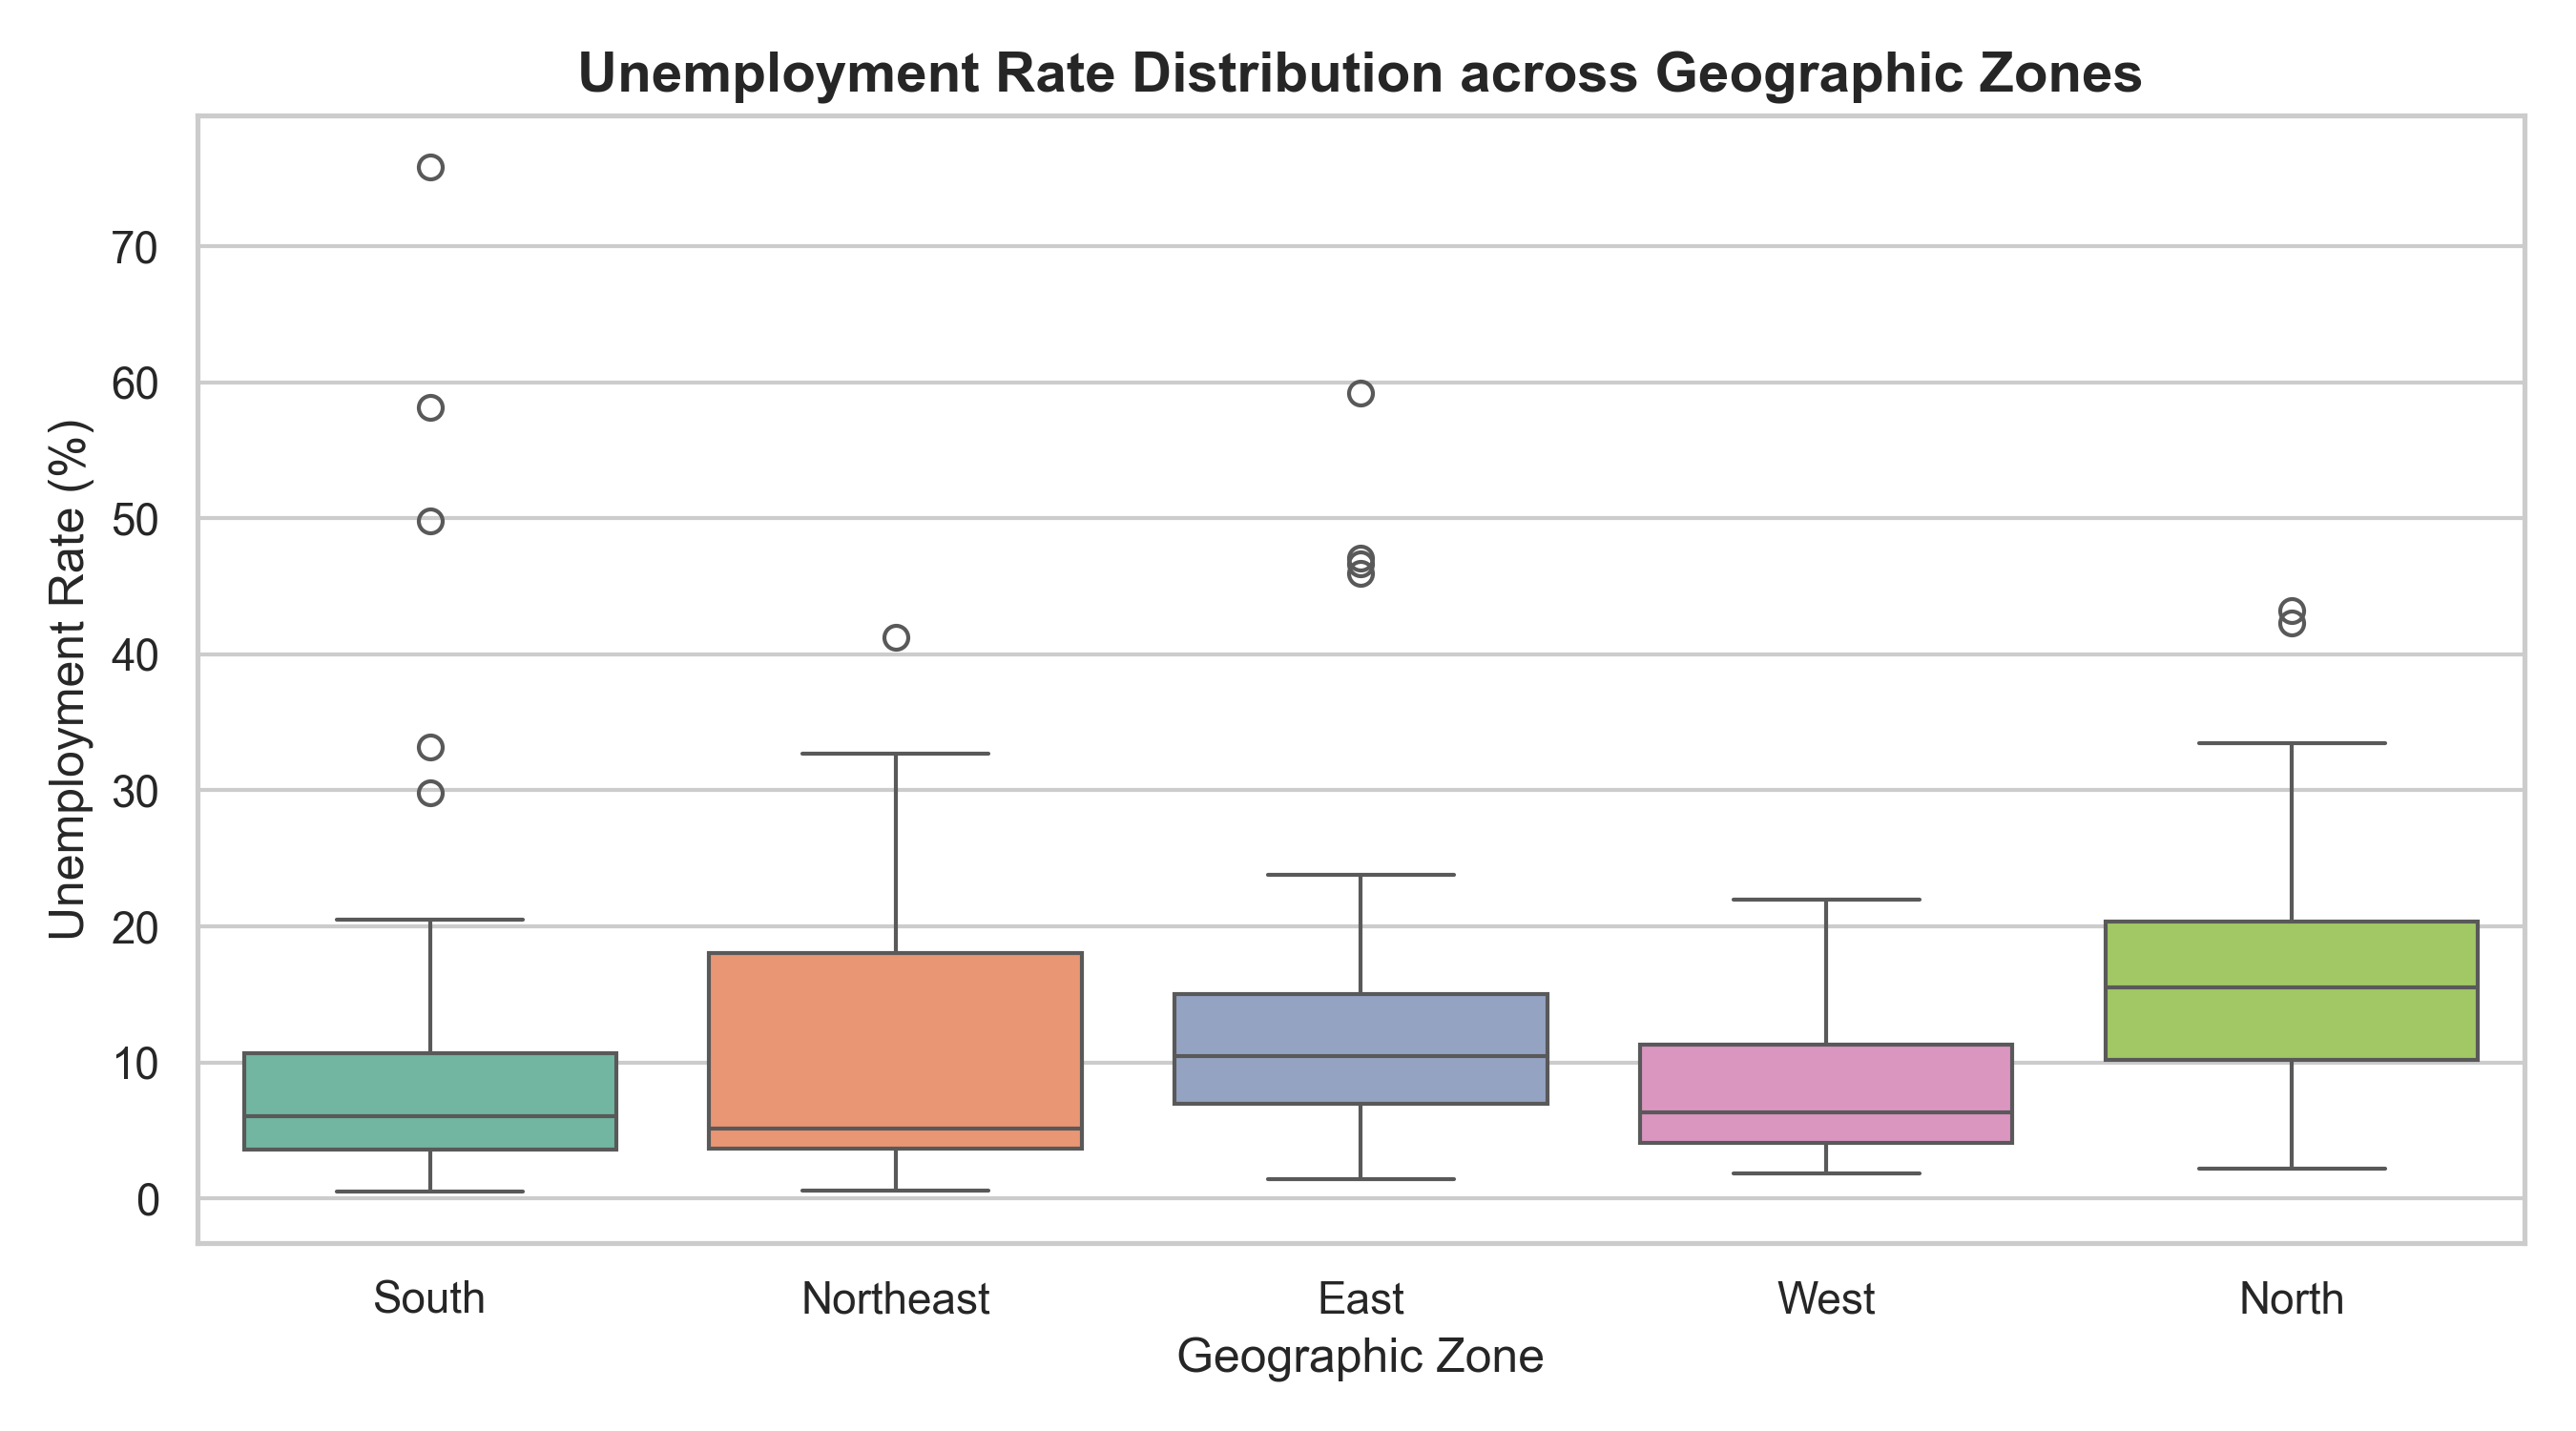 Unemployment Rate Distribution across Geographic Zones
Unemployment Rate (%)
70
60
50
40
30
20
10
0
South
Northeast
East
West
North
Geographic Zone